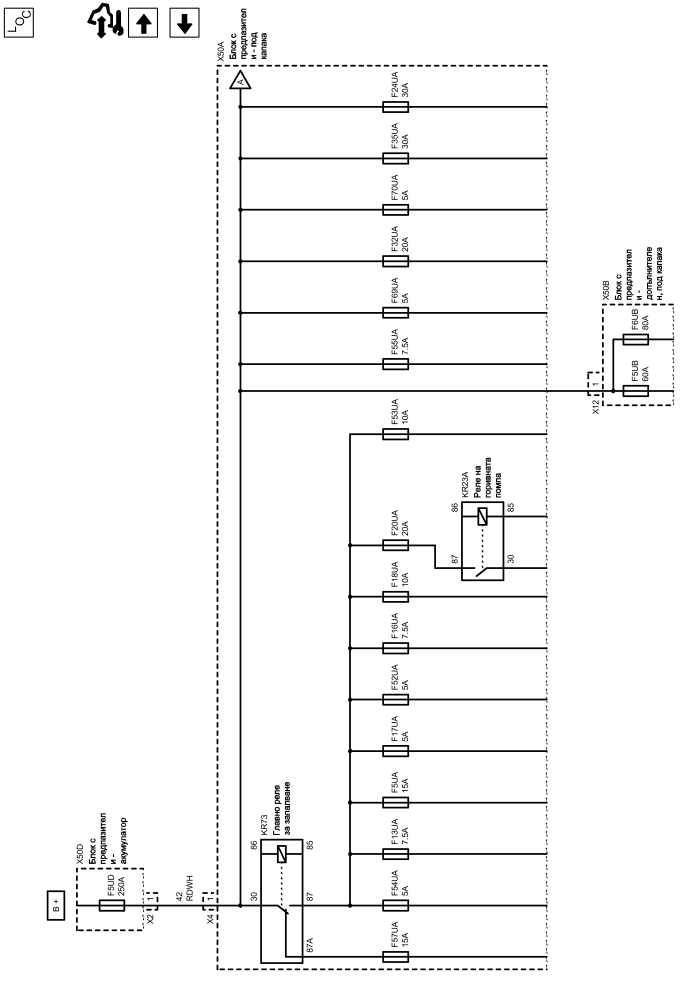 LOC
X50A
Блок с
предпазител
и - под
капака
A
F24UA
30A
F35UA
30A
F70UA
5A
F32UA
20A
F69UA
5A
F55UA
7.5A
X50B
Блок с
предпазител
и -
допълнителе
н, под капака
F6UB
80A
F5UB
60A
X12
1
F53UA
10A
KR23A
Реле на
горивната
помпа
86
85
87
30
F20UA
20A
F18UA
10A
F16UA
7.5A
F52UA
5A
F17UA
5A
F5UA
15A
F13UA
7.5A
F54UA
5A
F57UA
15A
KR73
Главно реле
за запалване
86
85
30
87
87A
X50D
Блок с
предпазител
и -
акумулатор
B +
F5UD
250A
X2
1
42
RDWH
X4
1